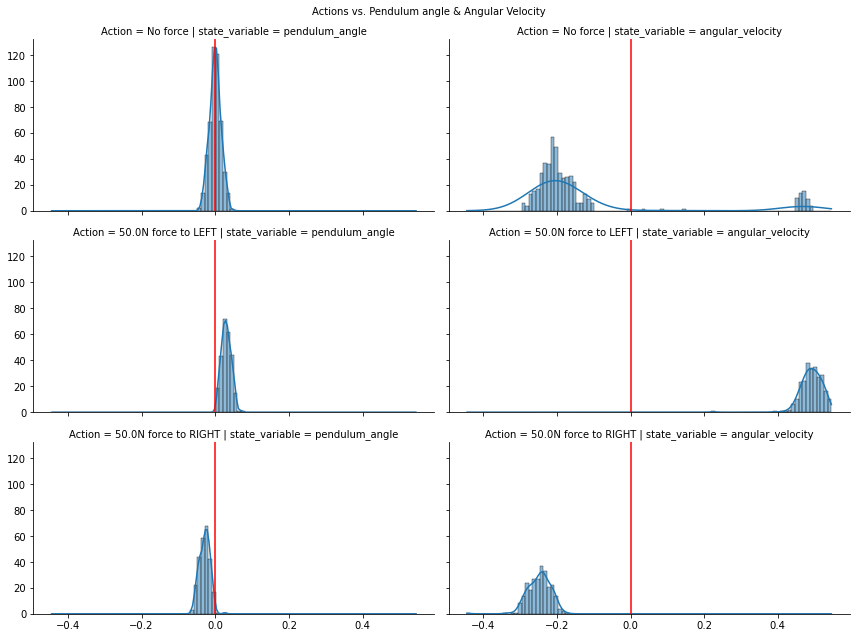 Actions vs. Pendulum angle & Angular Velocity
Action = No force | state_variable = pendulum_angle
Action = No force | state_variable = angular_velocity
120
100
80
60
40
20
0
Action = 50.0N force to LEFT | state_variable = pendulum_angle
Action = 50.0N force to LEFT | state_variable = angular_velocity
120
100
80
60
40
20
0
Action = 50.0N force to RIGHT | state_variable = pendulum_angle
Action = 50.0N force to RIGHT | state_variable = angular_velocity
120
100
80
60
40
20
0
−0.4 −0.2 0.0 0.2 0.4
−0.4 −0.2 0.0 0.2 0.4